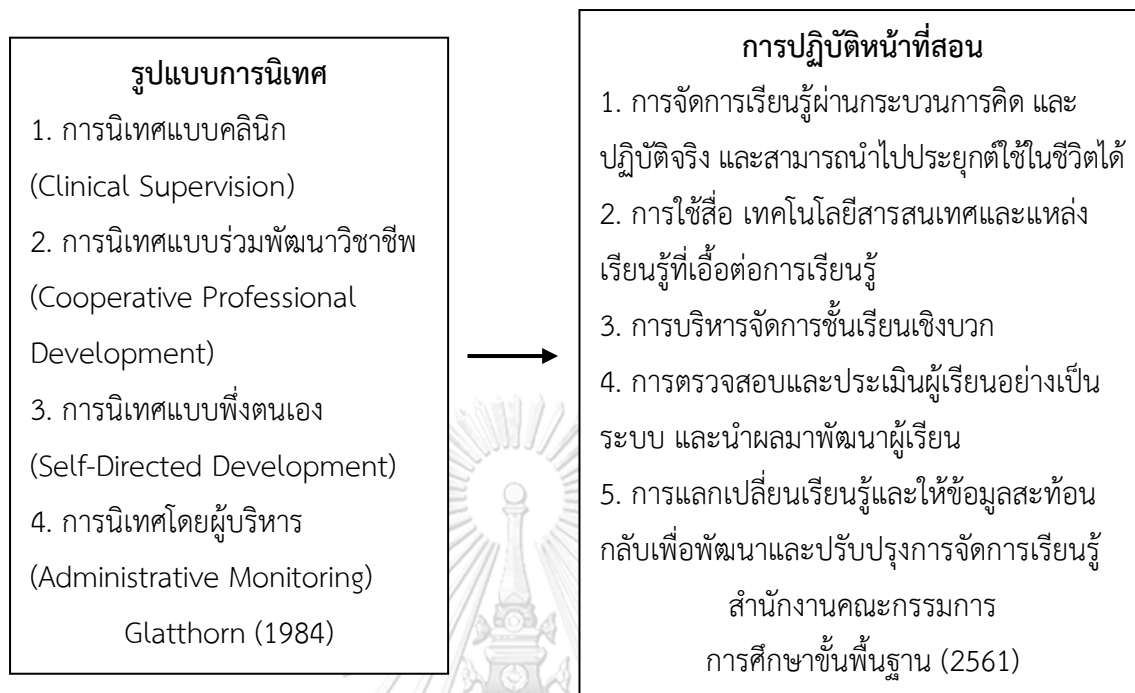 รูปแบบการนิเทศ
1. การนิเทศแบบคลินิก
(Clinical Supervision)
2. การนิเทศแบบร่วมพัฒนาวิชาชีพ
(Cooperative Professional
Development)
3. การนิเทศแบบพึ่งตนเอง
(Self-Directed Development)
4. การนิเทศโดยผู้บริหาร
(Administrative Monitoring)
Glatthorn (1984)
การปฏิบัติหน้าที่สอน
1. การจัดการเรียนรู้ผ่านกระบวนการคิด และ
ปฏิบัติจริง และสามารถนำไปประยุกต์ใช้ในชีวิตได้
2. การใช้สื่อ เทคโนโลยีสารสนเทศและแหล่ง
เรียนรู้ที่เอื้อต่อการเรียนรู้
3. การบริหารจัดการชั้นเรียนเชิงบวก
4. การตรวจสอบและประเมินผู้เรียนอย่างเป็น
ระบบ และนำผลมาพัฒนาผู้เรียน
5. การแลกเปลี่ยนเรียนรู้และให้ข้อมูลสะท้อน
กลับเพื่อพัฒนาและปรับปรุงการจัดการเรียนรู้
สำนักงานคณะกรรมการ
การศึกษาขั้นพื้นฐาน (2561)